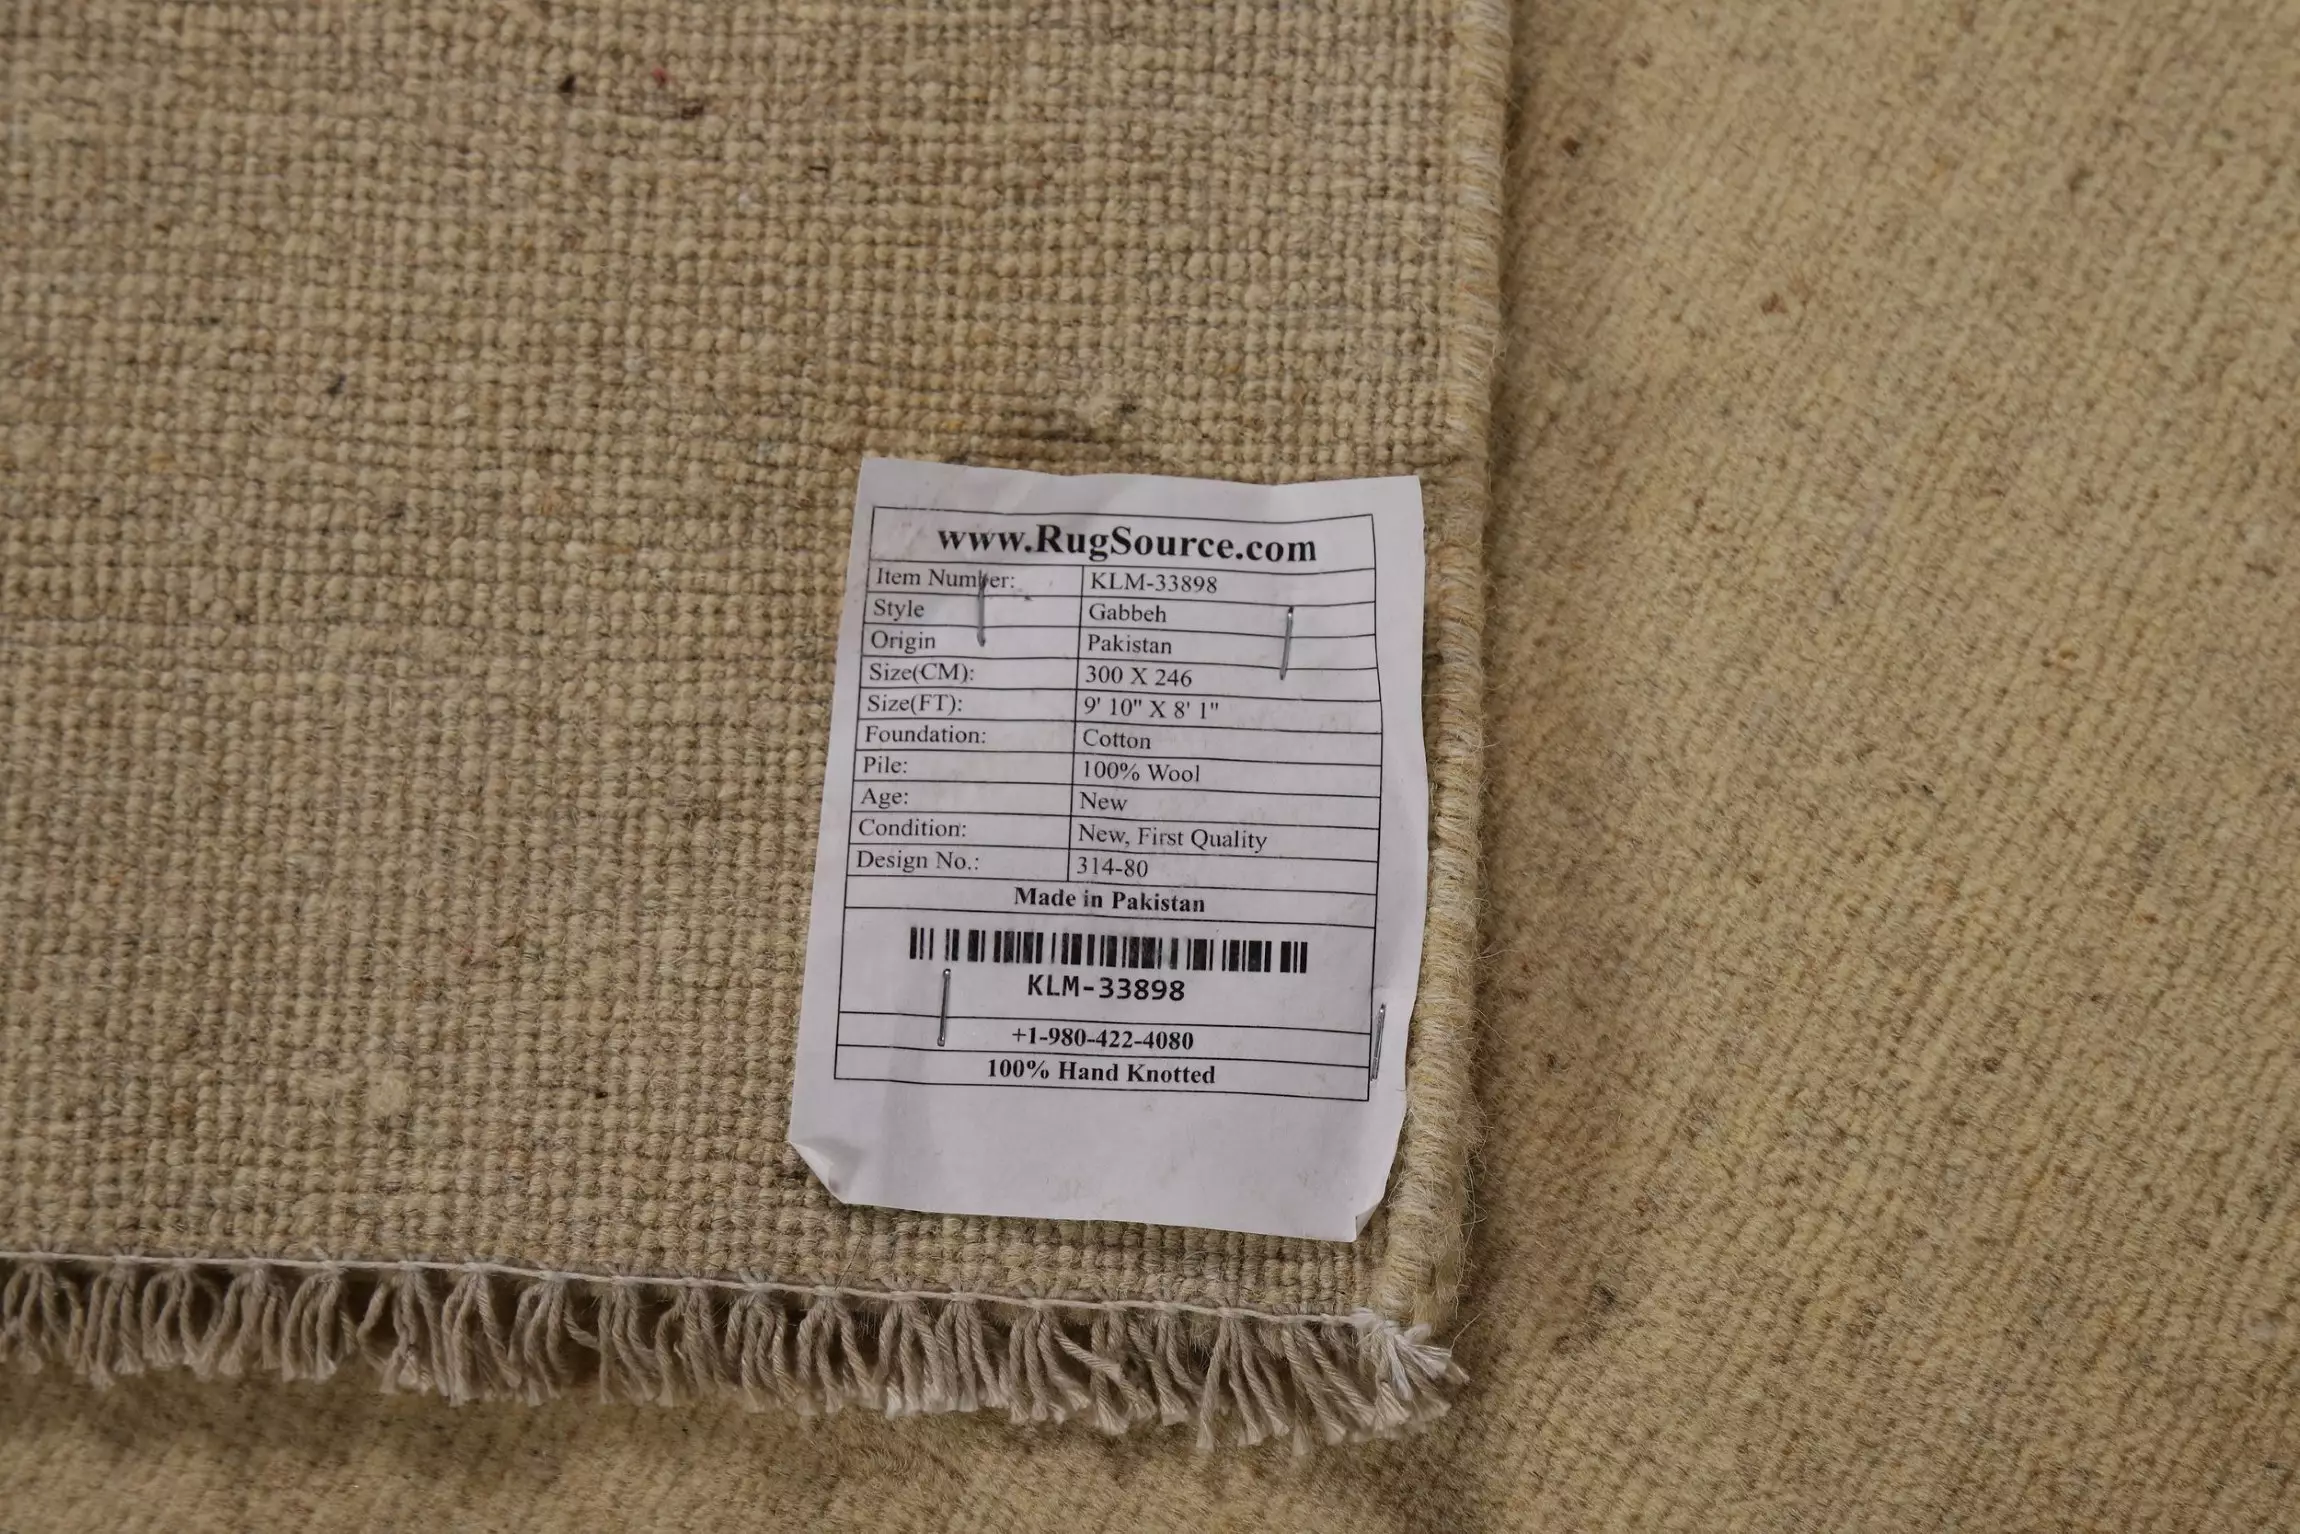 www.RugSource.com
Item Number: KLM-33898
Style Gabbeh
Origin Pakistan
Size(CM): 300 X 246
Size(FT): 9' 10" X 8' 1"
Foundation: Cotton
Pile: 100% Wool
Age: New
Condition: New, First Quality
Design No.: 314-80
Made in Pakistan
KLM-33898
+1-980-422-4080
100% Hand Knotted